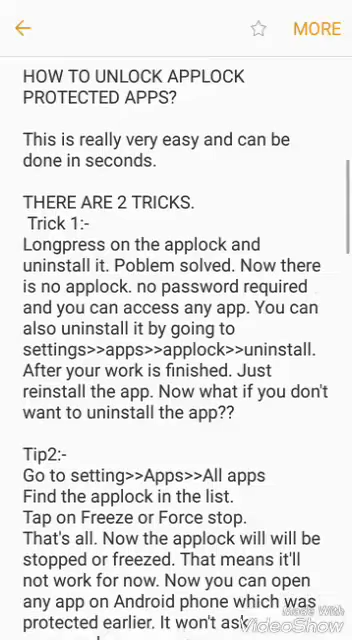 MORE
HOW TO UNLOCK APPLOCK
PROTECTED APPS?
This is really very easy and can be
done in seconds.
THERE ARE 2 TRICKS.
Trick 1:-
Longpress on the applock and
uninstall it. Poblem solved. Now there
is no applock. no password required
and you can access any app. You can
also uninstall it by going to
settings>>apps>>applock>>uninstall.
After your work is finished. Just
reinstall the app. Now what if you don't
want to uninstall the app??
Tip2:-
Go to setting>>Apps>>All apps
Find the applock in the list.
Tap on Freeze or Force stop.
That's all. Now the applock will will be
stopped or freezed. That means it'll
not work for now. Now you can open
any app on Android phone which was
protected earlier. It won't ask
Made With
VideoShow